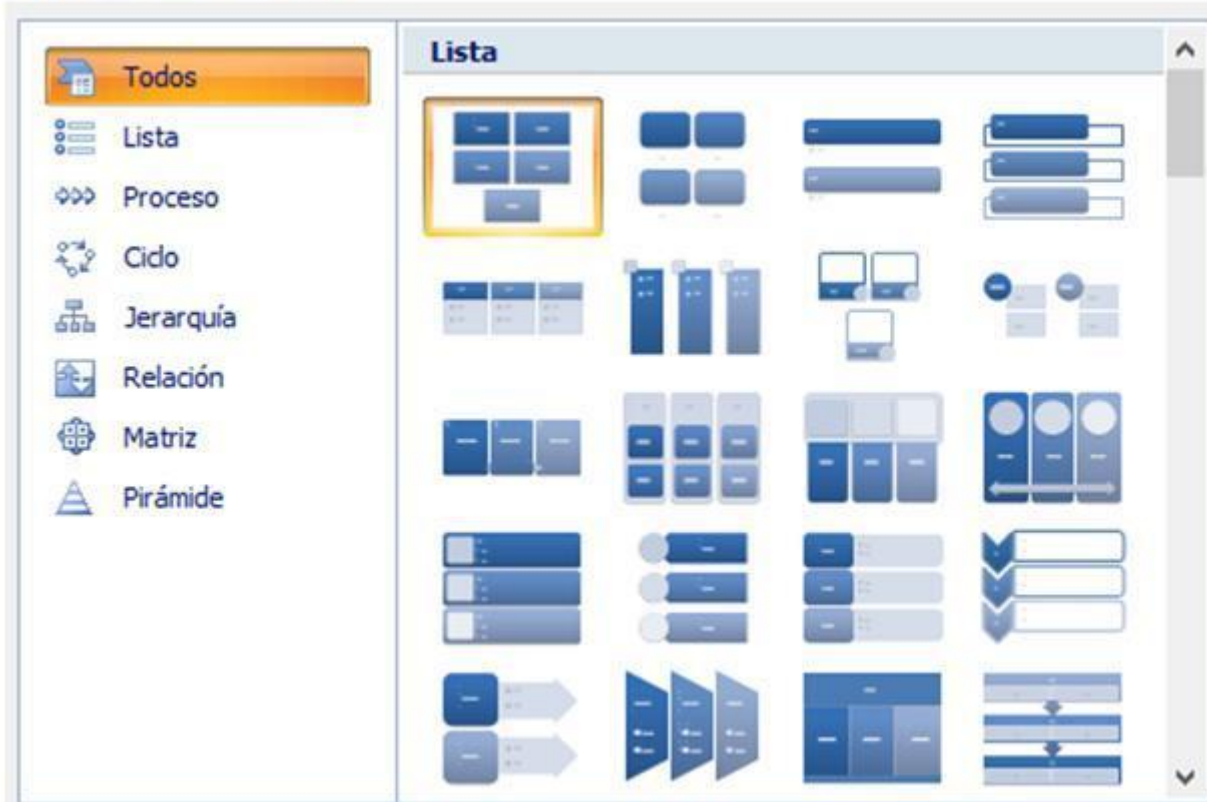 Todos
Lista
Proceso
Ciclo
Jerarquía
Relación
Matriz
Pirámide
Lista